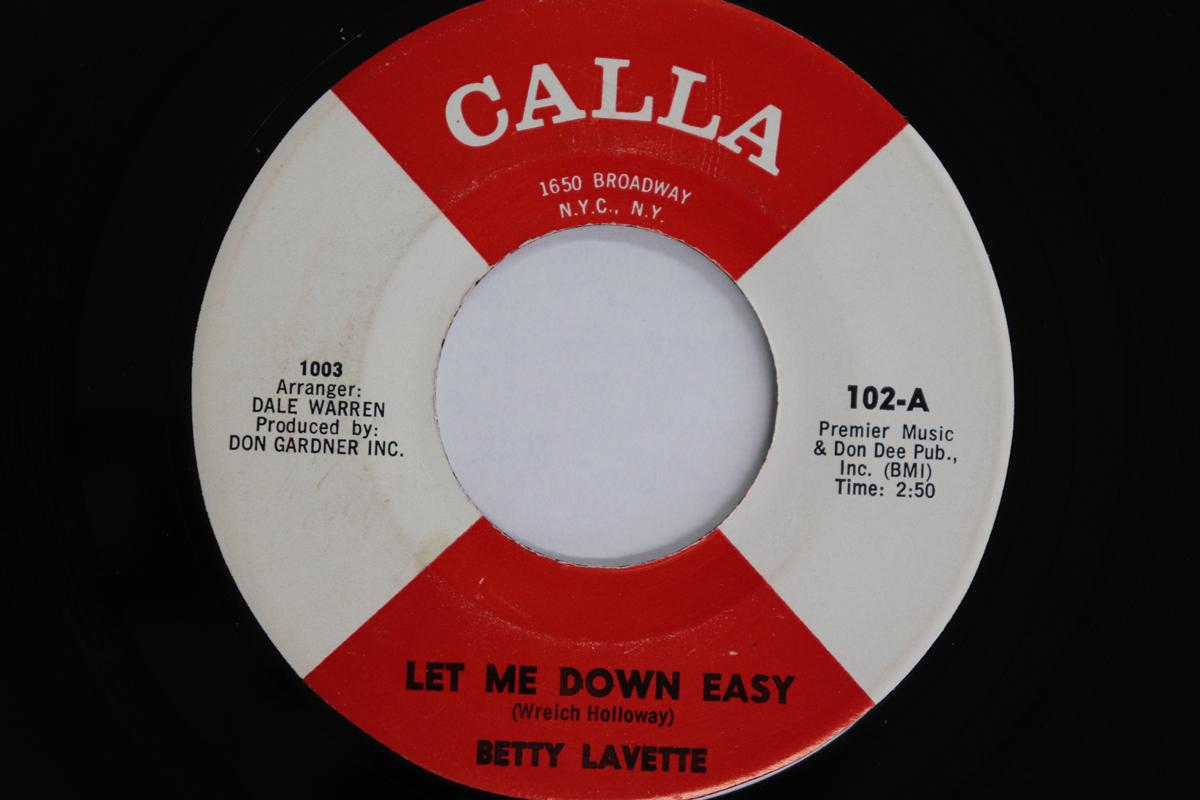 CALLA
1650 BROADWAY
N.Y.C., N.Y.
1003
Arranger:
DALE WARREN
Produced by:
DON GARDNER INC.
102-A
Premier Music
& Don Dee Pub.,
Inc. (BMI)
Time: 2:50
LET ME DOWN EASY
(Wreich Holloway)
BETTY LAVETTE